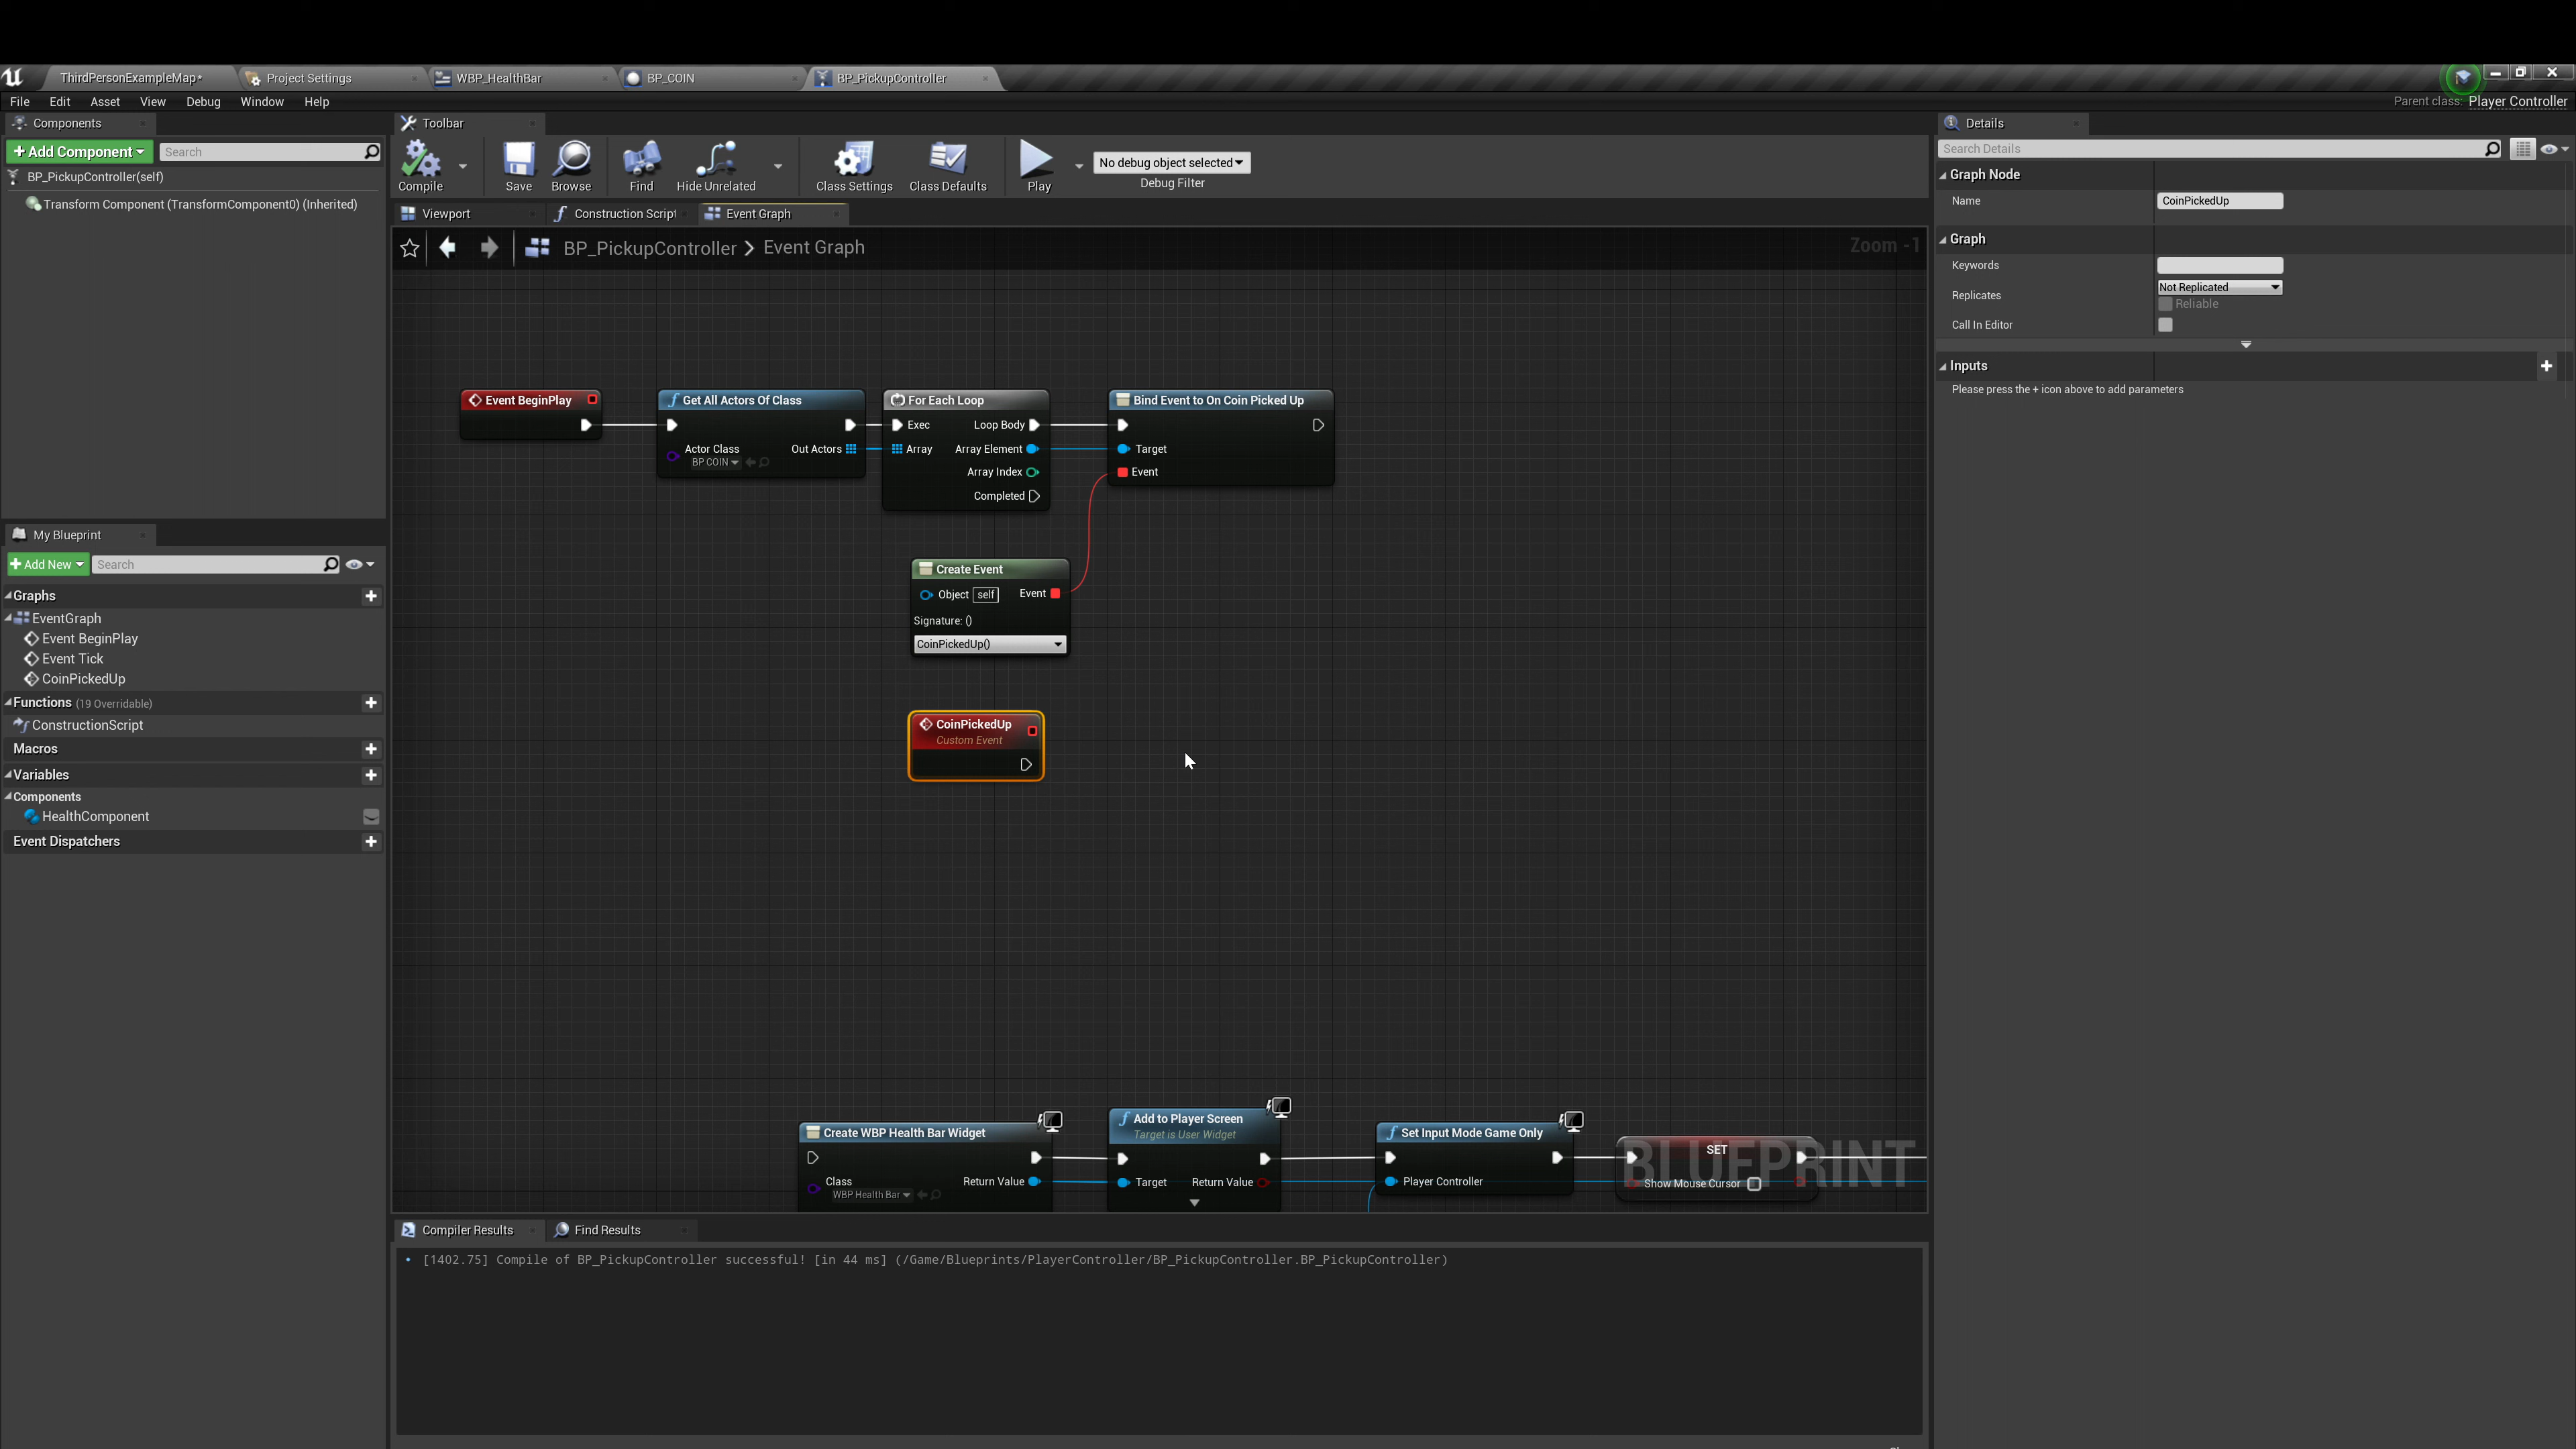 ThirdPersonExampleMap*
Project Settings
WBP_HealthBar
BP_COIN
BP_PickupController
File Edit Asset View Debug Window Help
Parent class: Player Controller
Components
+ Add Component
Search
BP_PickupController(self)
Transform Component (TransformComponent0) (Inherited)
Toolbar
Compile
Save
Browse
Find
Hide Unrelated
Class Settings
Class Defaults
Play
No debug object selected
Debug Filter
Viewport
Construction Script
Event Graph
BP_PickupController > Event Graph
Zoom -1
Event BeginPlay
Get All Actors Of Class
Actor Class
BP COIN
Out Actors
For Each Loop
Exec
Loop Body
Array
Array Element
Array Index
Completed
Bind Event to On Coin Picked Up
Target
Event
Create Event
Object self
Event
Signature: ()
CoinPickedUp()
CoinPickedUp
Custom Event
Create WBP Health Bar Widget
Class
WBP Health Bar
Return Value
Add to Player Screen
Target is User Widget
Target
Return Value
Set Input Mode Game Only
Player Controller
SET
Show Mouse Cursor
BLUEPRINT
My Blueprint
+ Add New
Search
Graphs
EventGraph
Event BeginPlay
Event Tick
CoinPickedUp
Functions (19 Overridable)
ConstructionScript
Macros
Variables
Components
HealthComponent
Event Dispatchers
Compiler Results
Find Results
[1402.75] Compile of BP_PickupController successful! [in 44 ms] (/Game/Blueprints/PlayerController/BP_PickupController.BP_PickupController)
Details
Search Details
Graph Node
Name
CoinPickedUp
Graph
Keywords
Replicates
Not Replicated
Reliable
Call In Editor
Inputs
Please press the + icon above to add parameters